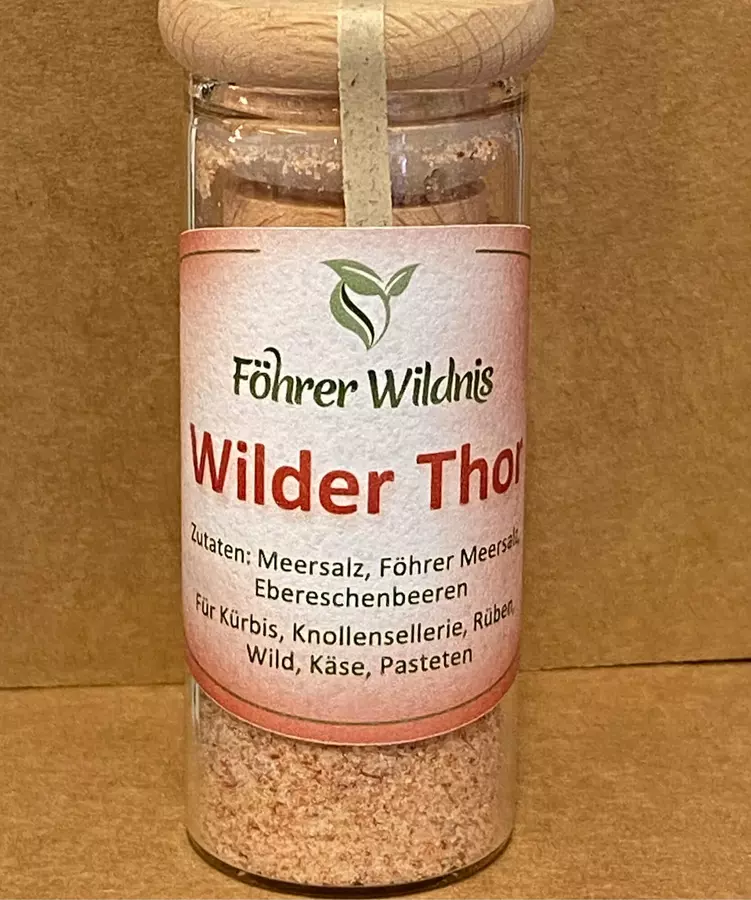 Föhrer Wildnis
Wilder Thor
Zutaten: Meersalz, Föhrer Meersalz,
Ebereschenbeeren
Für Kürbis, Knollensellerie, Rüben,
Wild, Käse, Pasteten